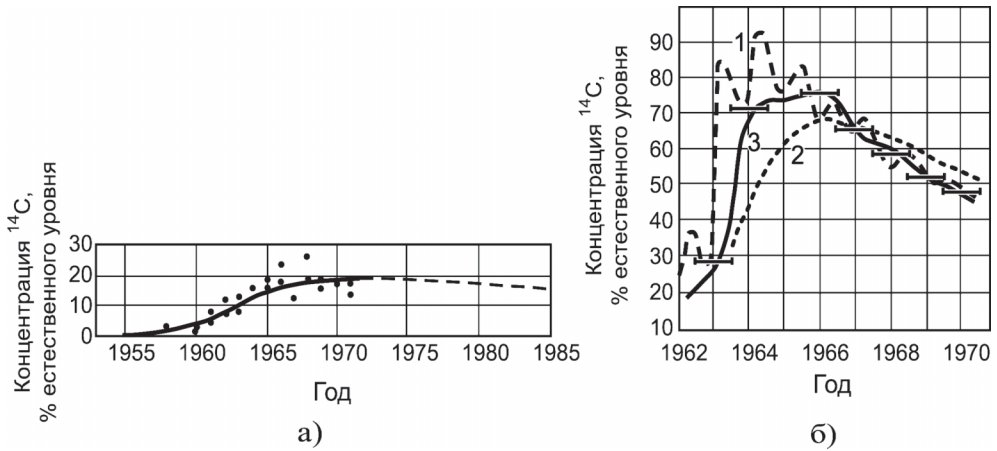 Концентрация ¹⁴C,
% естественного уровня
30
20
10
0
1955 1960 1965 1970 1975 1980 1985
Год
а)
Концентрация ¹⁴C,
% естественного уровня
90
80
70
60
50
40
30
20
10
1
3
2
1962 1964 1966 1968 1970
Год
б)